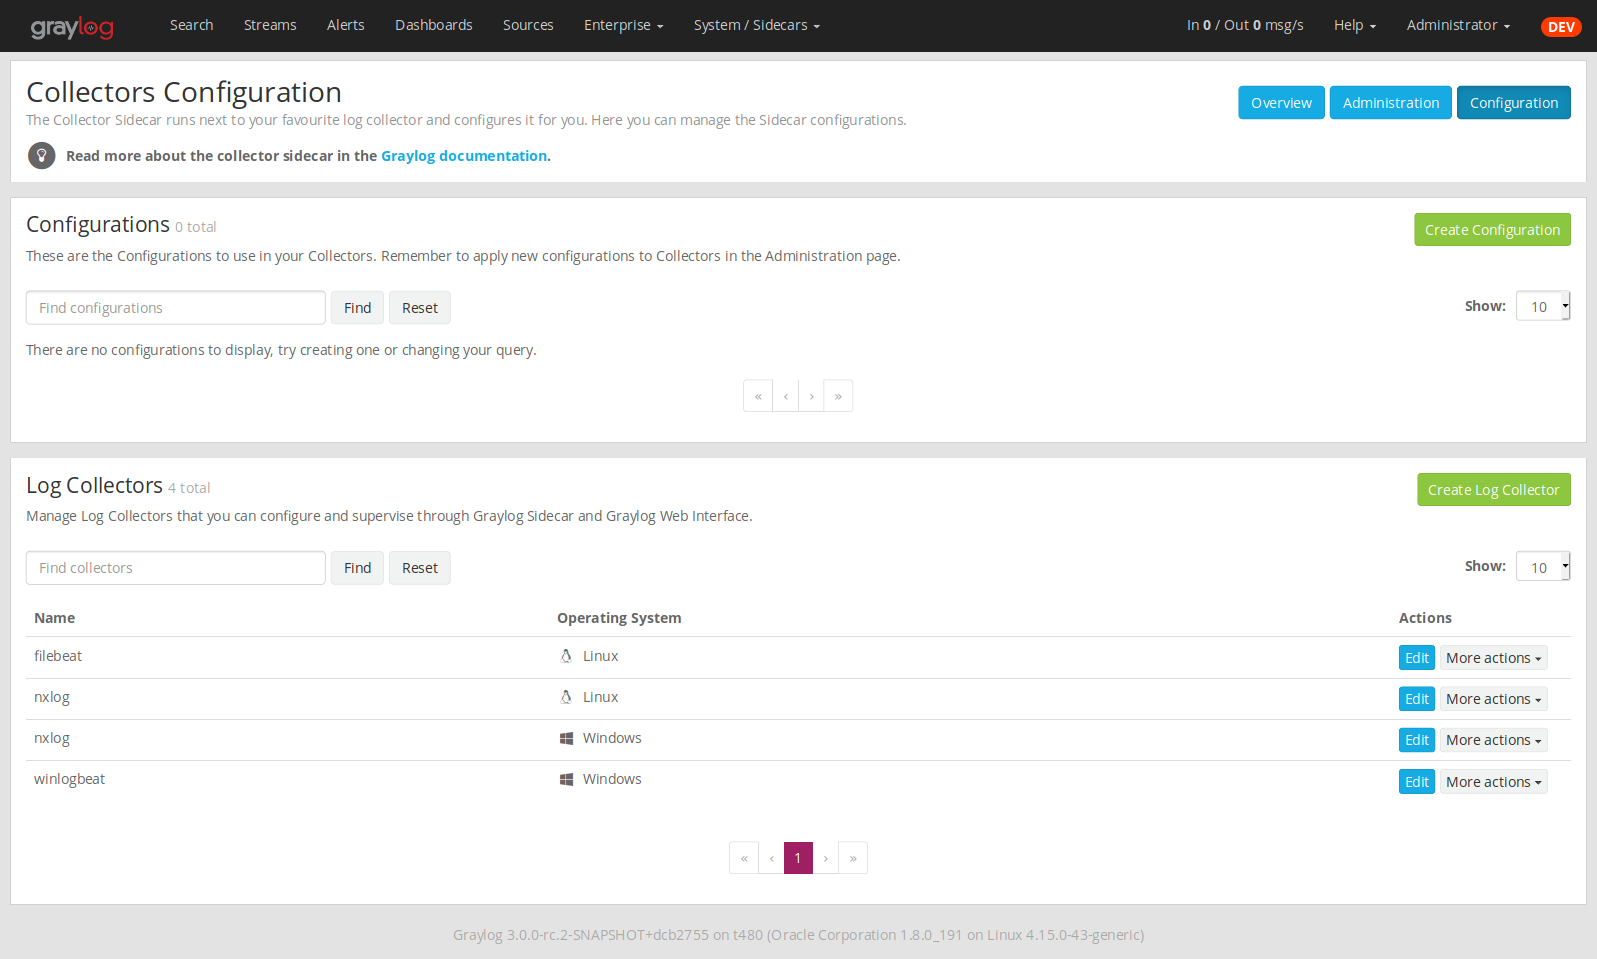 graylog Search Streams Alerts Dashboards Sources Enterprise System / Sidecars In 0 / Out 0 msg/s Help Administrator DEV
Collectors Configuration
Overview Administration Configuration
The Collector Sidecar runs next to your favourite log collector and configures it for you. Here you can manage the Sidecar configurations.
Read more about the collector sidecar in the Graylog documentation.
Configurations 0 total
Create Configuration
These are the Configurations to use in your Collectors. Remember to apply new configurations to Collectors in the Administration page.
Find configurations Find Reset Show: 10
There are no configurations to display, try creating one or changing your query.
« ‹ › »
Log Collectors 4 total
Create Log Collector
Manage Log Collectors that you can configure and supervise through Graylog Sidecar and Graylog Web Interface.
Find collectors Find Reset Show: 10
Name Operating System Actions
filebeat Linux Edit More actions
nxlog Linux Edit More actions
nxlog Windows Edit More actions
winlogbeat Windows Edit More actions
« ‹ 1 › »
Graylog 3.0.0-rc.2-SNAPSHOT+dcb2755 on t480 (Oracle Corporation 1.8.0_191 on Linux 4.15.0-43-generic)